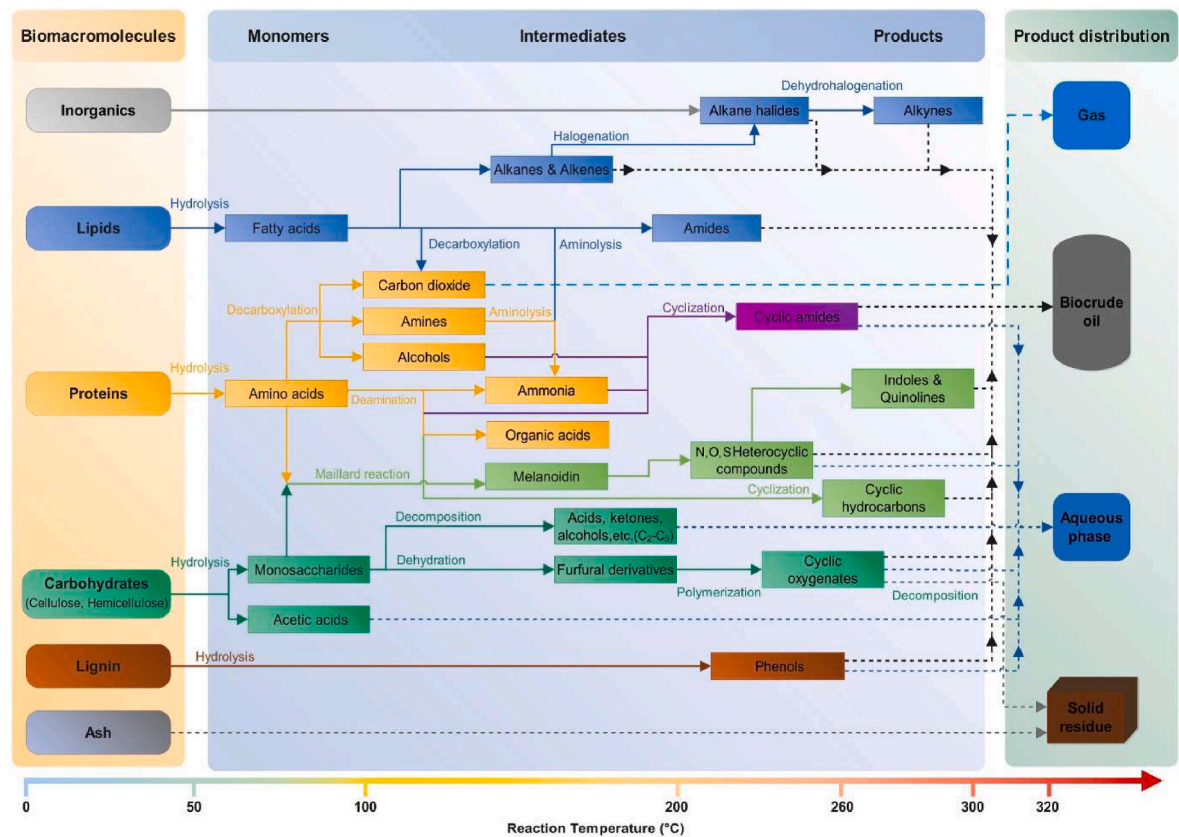 Biomacromolecules
Monomers
Intermediates
Products
Product distribution
Dehydrohalogenation
Inorganics
Alkane halides
Alkynes
Gas
Halogenation
Alkanes & Alkenes
Hydrolysis
Lipids
Fatty acids
Amides
Decarboxylation
Aminolysis
Carbon dioxide
Decarboxylation
Amines
Aminolysis
Cyclization
Cyclic amides
Biocrude
oil
Alcohols
Hydrolysis
Proteins
Amino acids
Deamination
Ammonia
Indoles &
Quinolines
Organic acids
Maillard reaction
Melanoidin
N,O,SHeterocyclic
compounds
Cyclization
Cyclic
hydrocarbons
Decomposition
Acids, ketones,
alcohols,etc.(C₂-C₅)
Aqueous
phase
Hydrolysis
Carbohydrates
(Cellulose, Hemicellulose)
Monosaccharides
Dehydration
Furfural derivatives
Polymerization
Cyclic
oxygenates
Decomposition
Acetic acids
Lignin
Hydrolysis
Phenols
Solid
residue
Ash
0
50
100
200
260
300
320
Reaction Temperature (°C)